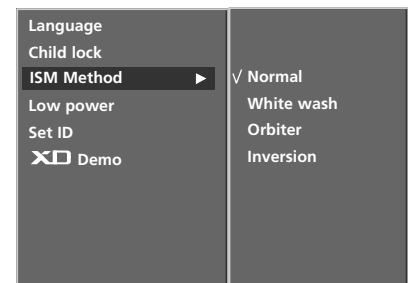 Language
Child lock
ISM Method ►
Low power
Set ID
XD Demo
√ Normal
White wash
Orbiter
Inversion